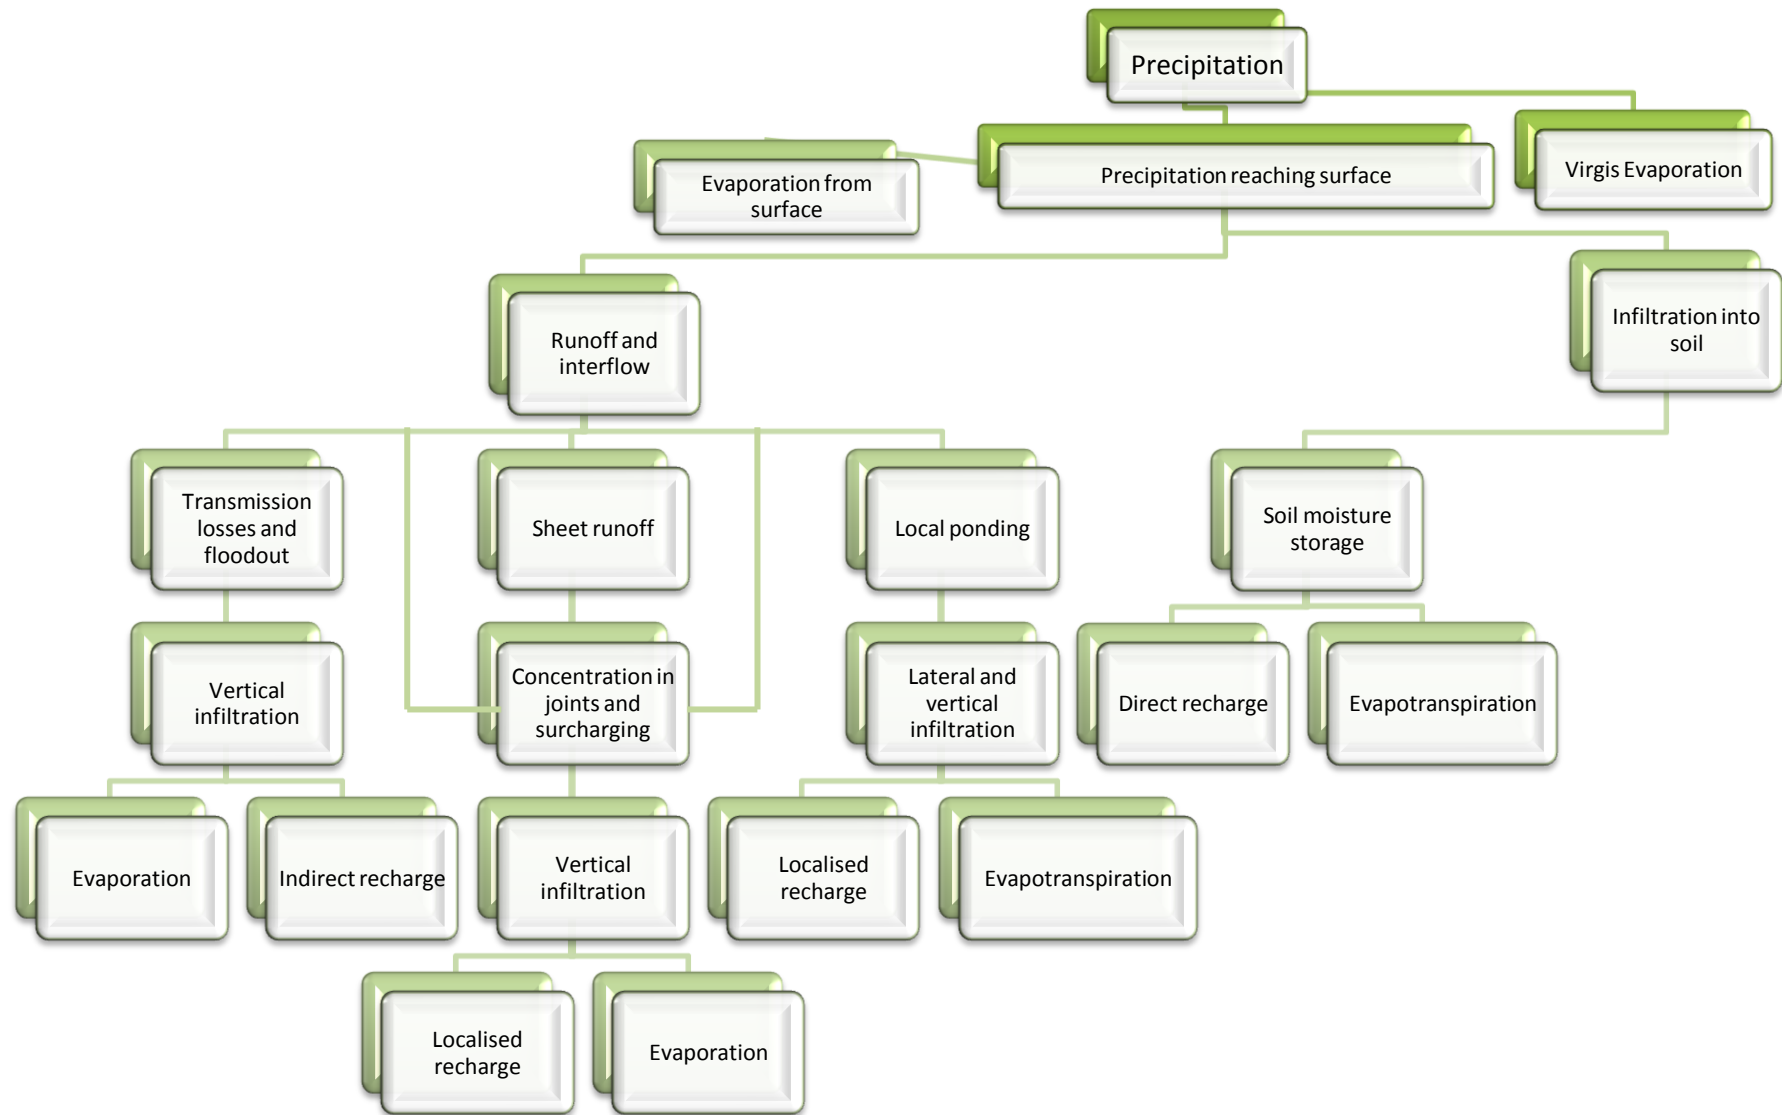 Precipitation
Evaporation from
surface
Precipitation reaching surface
Virgis Evaporation
Runoff and
interflow
Infiltration into
soil
Transmission
losses and
floodout
Sheet runoff
Local ponding
Soil moisture
storage
Vertical
infiltration
Concentration in
joints and
surcharging
Lateral and
vertical
infiltration
Direct recharge
Evapotranspiration
Evaporation
Indirect recharge
Vertical
infiltration
Localised
recharge
Evapotranspiration
Localised
recharge
Evaporation